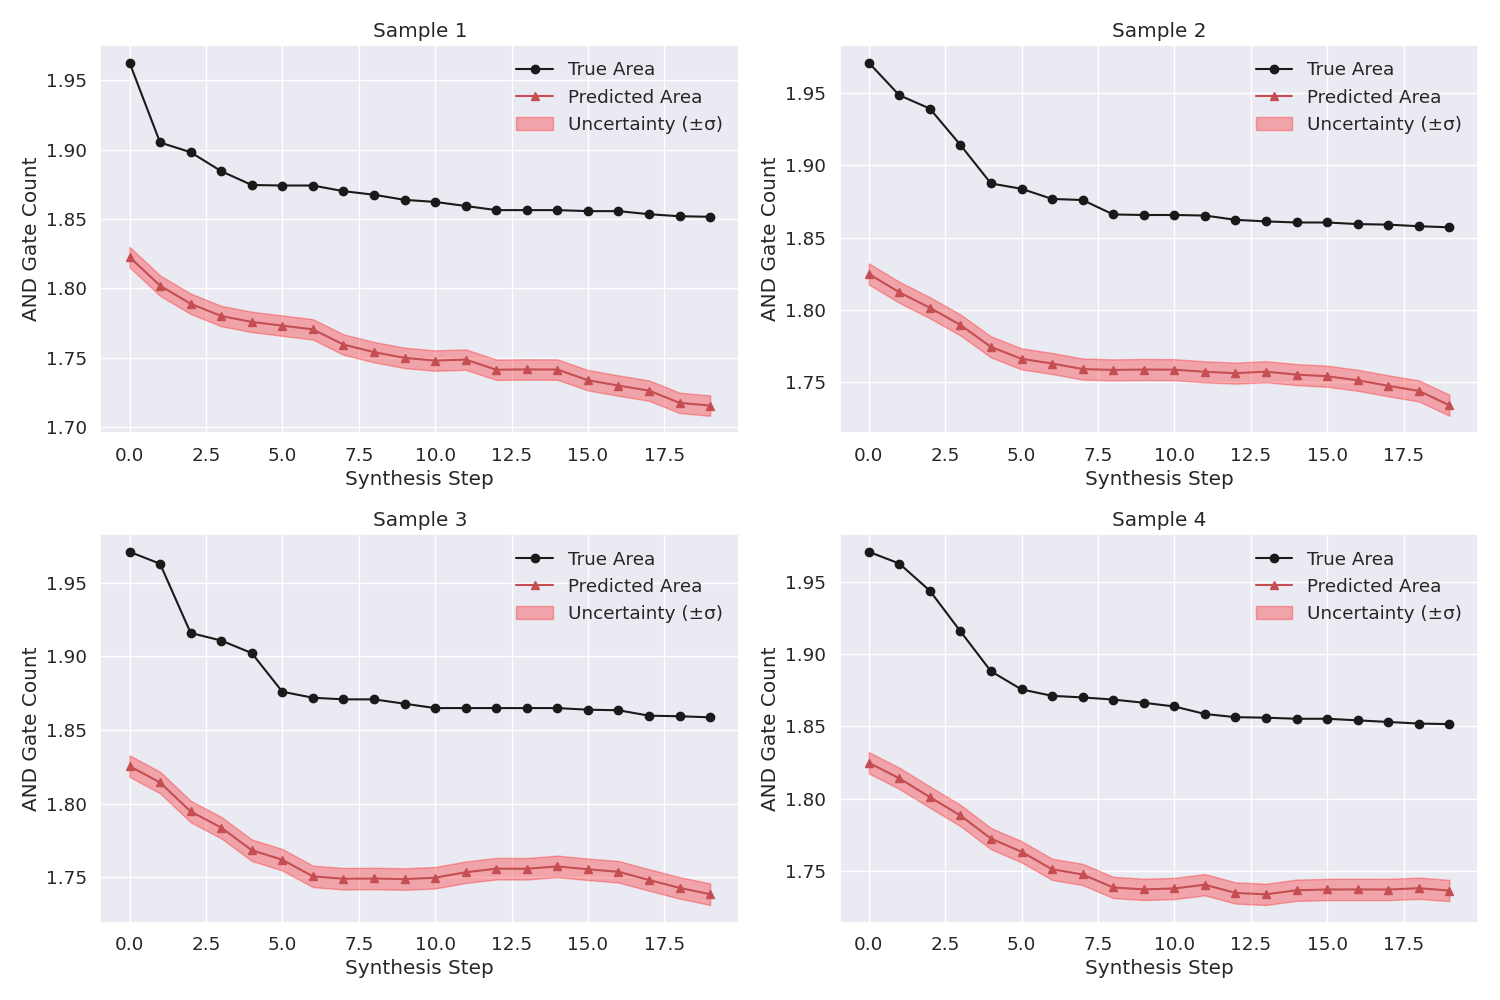 Sample 1
True Area
Predicted Area
Uncertainty (±σ)
AND Gate Count
1.95
1.90
1.85
1.80
1.75
1.70
0.0 2.5 5.0 7.5 10.0 12.5 15.0 17.5
Synthesis Step
Sample 2
True Area
Predicted Area
Uncertainty (±σ)
AND Gate Count
1.95
1.90
1.85
1.80
1.75
0.0 2.5 5.0 7.5 10.0 12.5 15.0 17.5
Synthesis Step
Sample 3
True Area
Predicted Area
Uncertainty (±σ)
AND Gate Count
1.95
1.90
1.85
1.80
1.75
0.0 2.5 5.0 7.5 10.0 12.5 15.0 17.5
Synthesis Step
Sample 4
True Area
Predicted Area
Uncertainty (±σ)
AND Gate Count
1.95
1.90
1.85
1.80
1.75
0.0 2.5 5.0 7.5 10.0 12.5 15.0 17.5
Synthesis Step